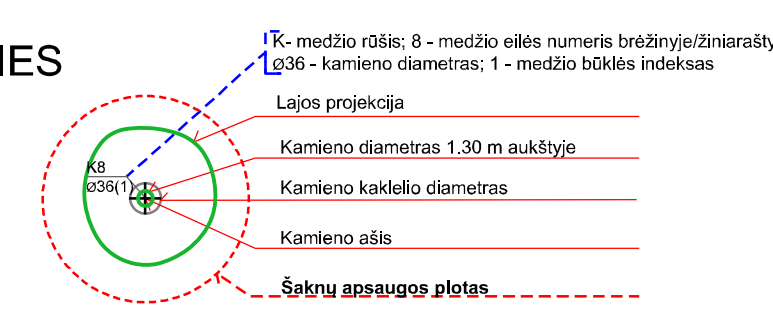 K- medžio rūšis; 8 - medžio eilės numeris brėžinyje/žiniarašty
IES
Ø36 - kamieno diametras; 1 - medžio būklės indeksas
Lajos projekcija
Kamieno diametras 1.30 m aukštyje
K8
Ø36(1)
Kamieno kaklelio diametras
Kamieno ašis
Šaknų apsaugos plotas